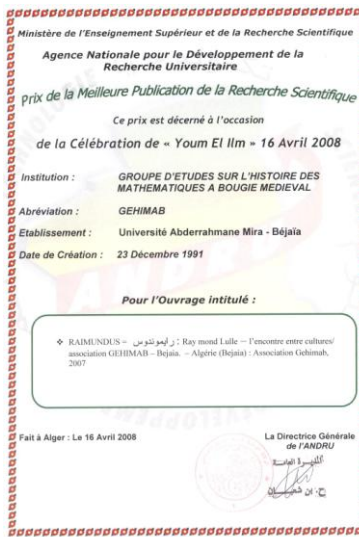 Ministère de l'Enseignement Supérieur et de la Recherche Scientifique
Agence Nationale pour le Développement de la
Recherche Universitaire
Prix de la Meilleure Publication de la Recherche Scientifique
Ce prix est décerné à l'occasion
de la Célébration de « Youm El Ilm » 16 Avril 2008
Institution : GROUPE D'ETUDES SUR L'HISTOIRE DES
MATHEMATIQUES A BOUGIE MEDIEVAL
Abréviation : GEHIMAB
Etablissement : Université Abderrahmane Mira - Béjaïa
Date de Création : 23 Décembre 1991
Pour l'Ouvrage intitulé :
❖ RAIMUNDUS = رايموندوس : Ray mond Lulle -- l'encontre entre cultures/
association GEHIMAB – Bejaia. – Algérie (Bejaia) : Association Gehimab,
2007
Fait à Alger : Le 16 Avril 2008
La Directrice Générale
de l'ANDRU
المديرة العامة
ANDRU